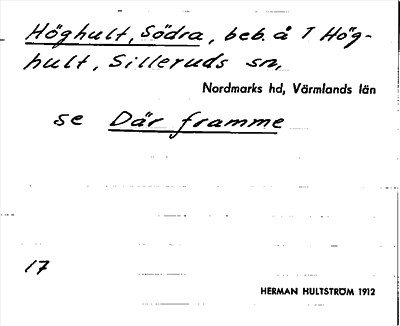 Höghult, Södra, beb. å 1 Hög-
hult, Silleruds sn,
Nordmarks hd, Värmlands län
se Där framme
17
HERMAN HULTSTRÖM 1912